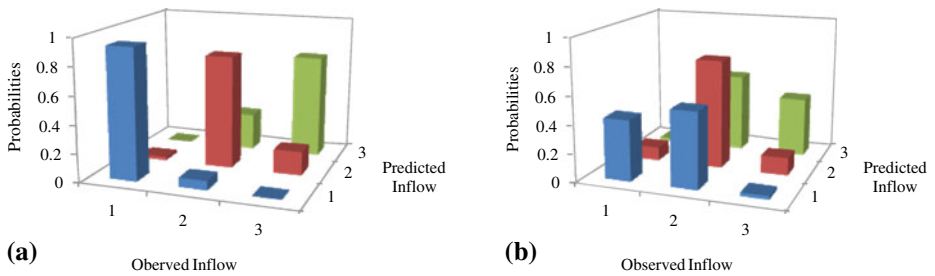 1
0.8
0.6
0.4
0.2
0
Probabilities
1
2
3
1
2
3
Predicted
Inflow
(a)
Oberved Inflow
1
0.8
0.6
0.4
0.2
0
Probabilities
1
2
3
1
2
3
Predicted
Inflow
(b)
Observed Inflow